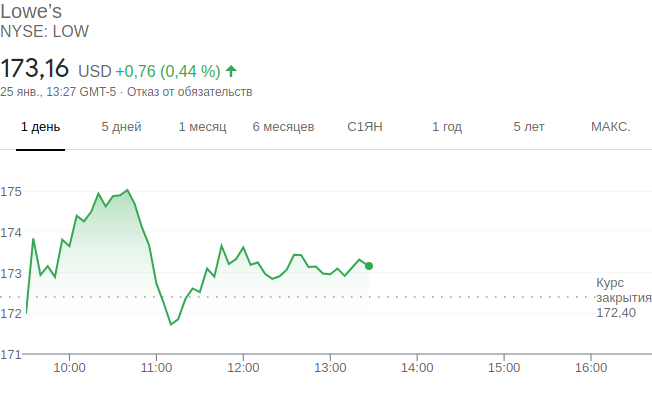 Lowe's
NYSE: LOW
173,16 USD +0,76 (0,44 %)
25 янв., 13:27 GMT-5 · Отказ от обязательств
1 день 5 дней 1 месяц 6 месяцев С1ЯН 1 год 5 лет МАКС.
175
174
173
Курс
закрытия
172,40
172
171
10:00 11:00 12:00 13:00 14:00 15:00 16:00